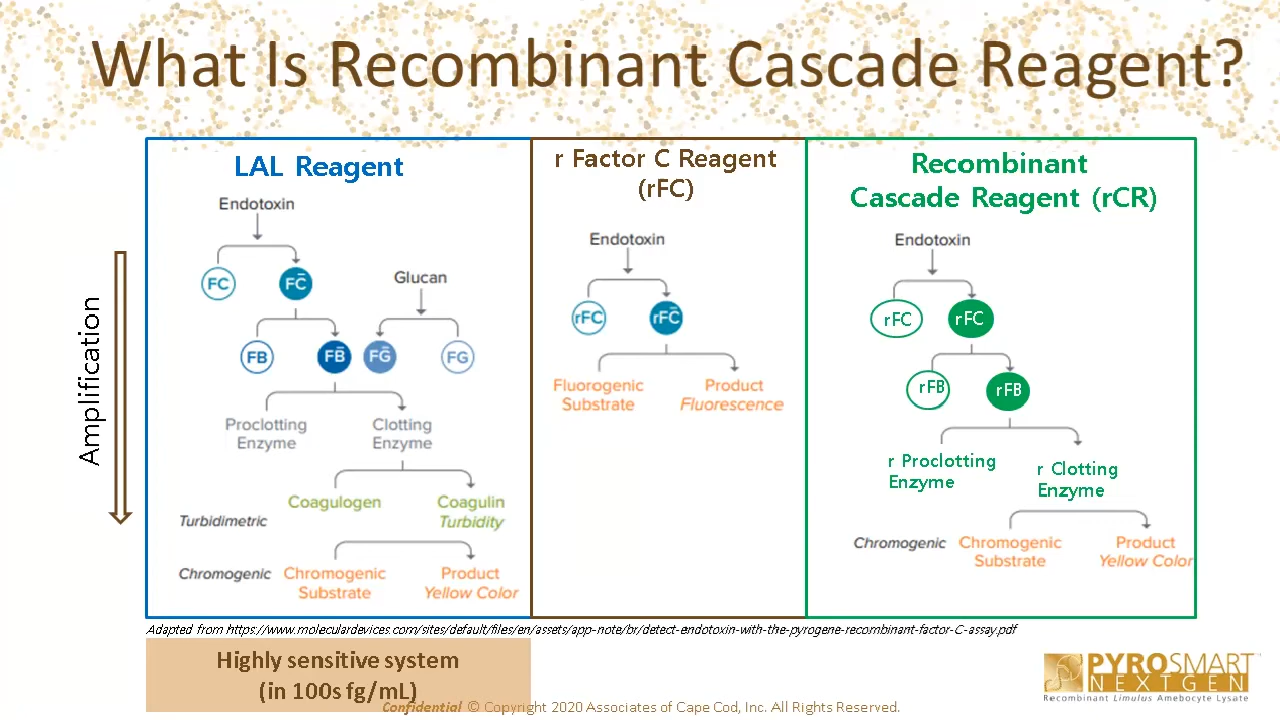 What Is Recombinant Cascade Reagent?
Amplification
LAL Reagent
Endotoxin
FC
FC̄
Glucan
FB
FB̄
FḠ
FG
Proclotting
Enzyme
Clotting
Enzyme
Coagulogen
Coagulin
Turbidity
Turbidimetric
Chromogenic
Chromogenic
Substrate
Product
Yellow Color
r Factor C Reagent
(rFC)
Endotoxin
rFC
rFC̄
Fluorogenic
Substrate
Product
Fluorescence
Recombinant
Cascade Reagent (rCR)
Endotoxin
rFC
rFC
rFB
rFB
r Proclotting
Enzyme
r Clotting
Enzyme
Chromogenic
Chromogenic
Substrate
Product
Yellow Color
Adapted from https://www.moleculardevices.com/sites/default/files/en/assets/app-note/br/detect-endotoxin-with-the-pyrogene-recombinant-factor-C-assay.pdf
Highly sensitive system
(in 100s fg/mL)
PYROSMART
NEXTGEN
Recombinant Limulus Amebocyte Lysate
Confidential © Copyright 2020 Associates of Cape Cod, Inc. All Rights Reserved.